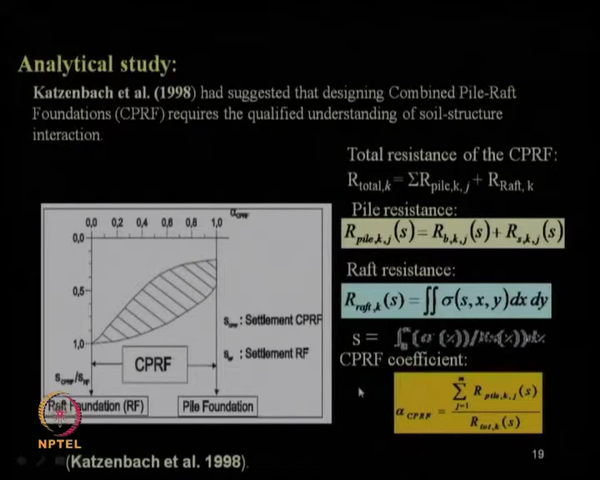 Analytical study:
Katzenbach et al. (1998) had suggested that designing Combined Pile-Raft
Foundations (CPRF) requires the qualified understanding of soil-structure
interaction.
Total resistance of the CPRF:
R_total,k = ΣR_pile,k,j + R_Raft,k
Pile resistance:
R_pile,k,j (s) = R_b,k,j (s) + R_s,k,j (s)
Raft resistance:
R_raft,k (s) = ∬ σ(s, x, y) dx dy
s =
CPRF coefficient:
α_CPRF = Σ_{j=1}^{m} R_pile,k,j (s) / R_tot,k (s)
0,0 0,2 0,4 0,6 0,8 1,0 α_CPRF
0,0
0,5
1,0
s_CPRF : Settlement CPRF
s_RF : Settlement RF
CPRF
s_CPRF/s_RF
Raft Foundation (RF) Pile Foundation
NPTEL
(Katzenbach et al. 1998).
19